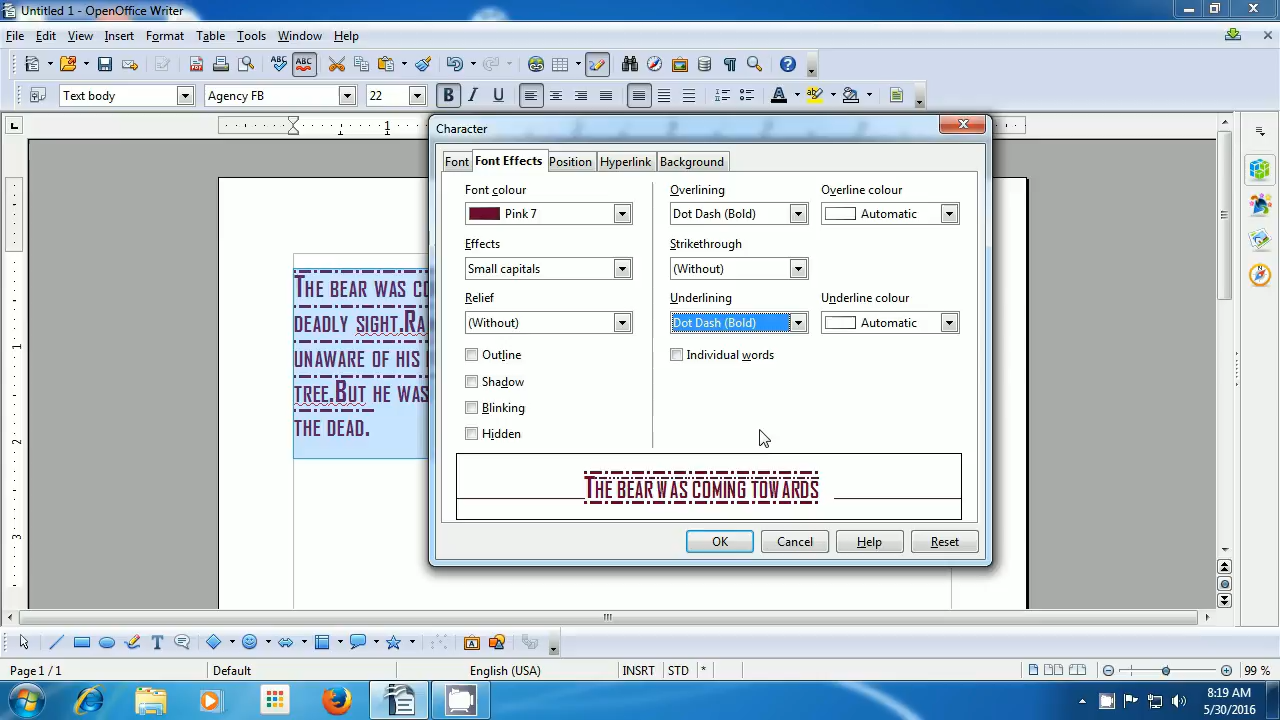 Untitled 1 - OpenOffice Writer
File Edit View Insert Format Table Tools Window Help
Text body Agency FB 22
1
Character
Font Font Effects Position Hyperlink Background
Font colour Overlining Overline colour
Pink 7 Dot Dash (Bold) Automatic
Effects Strikethrough
Small capitals (Without)
Relief Underlining Underline colour
(Without) Dot Dash (Bold) Automatic
Outline Individual words
Shadow
Blinking
Hidden
THE BEAR WAS COMING TOWARDS
OK Cancel Help Reset
THE BEAR WAS CO
DEADLY SIGHT.RA
UNAWARE OF HIS
TREE.BUT HE WAS
THE DEAD.
1
2
3
Page 1 / 1 Default English (USA) INSRT STD * 99 %
8:19 AM
5/30/2016